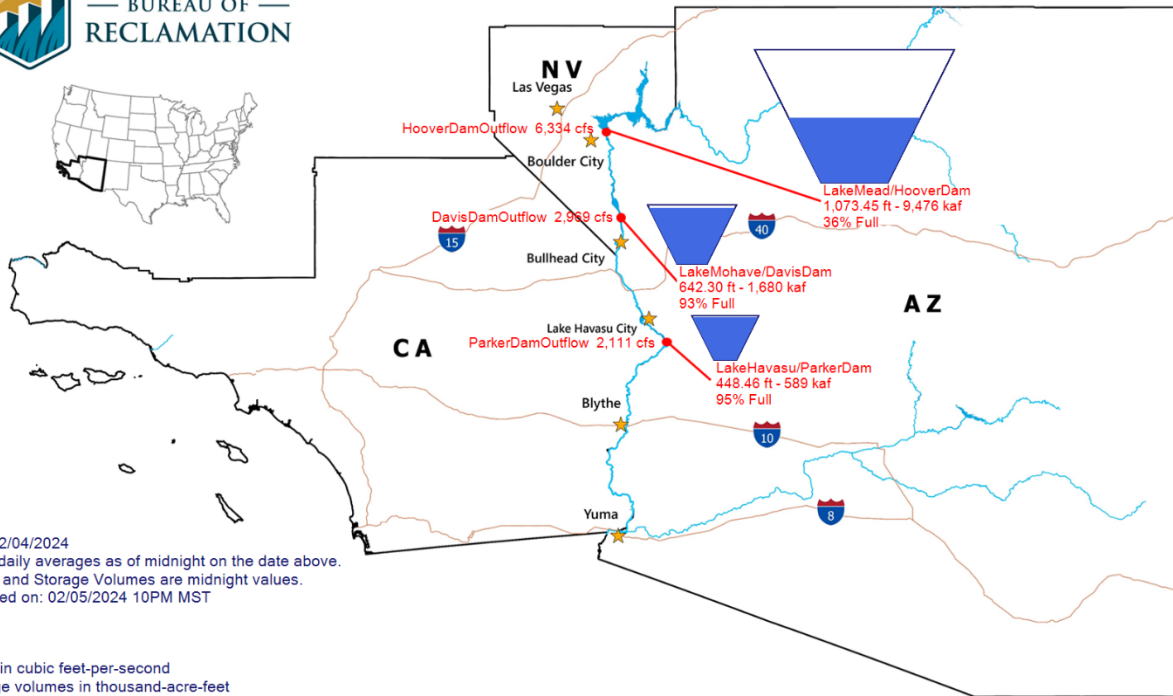 BUREAU OF
RECLAMATION
NV
Las Vegas
HooverDamOutflow 6,334 cfs
Boulder City
LakeMead/HooverDam
1,073.45 ft - 9,476 kaf
36% Full
DavisDamOutflow 2,969 cfs
15
40
Bullhead City
LakeMohave/DavisDam
642.30 ft - 1,680 kaf
93% Full
AZ
Lake Havasu City
CA
ParkerDamOutflow 2,111 cfs
LakeHavasu/ParkerDam
448.46 ft - 589 kaf
95% Full
Blythe
10
Yuma
8
2/04/2024
daily averages as of midnight on the date above.
and Storage Volumes are midnight values.
ed on: 02/05/2024 10PM MST
in cubic feet-per-second
ge volumes in thousand-acre-feet